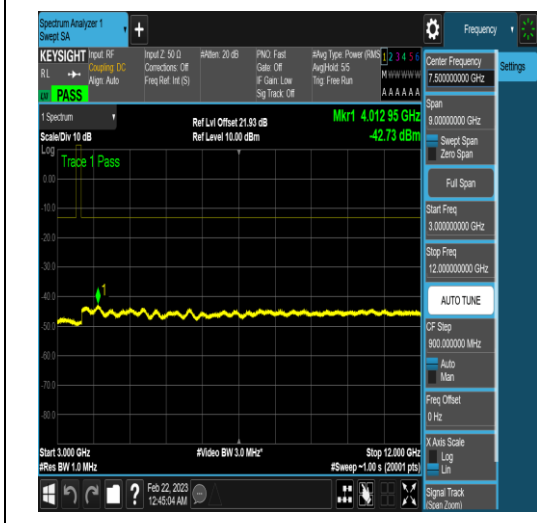 Spectrum Analyzer 1
Swept SA
+
Frequency
KEYSIGHT
RL
PASS
Input: RF
Coupling: DC
Align: Auto
Input Z: 50 Ω
Corrections: Off
Freq Ref: Int (S)
#Atten: 20 dB
PNO: Fast
Gate: Off
IF Gain: Low
Sig Track: Off
#Avg Type: Power (RMS
Avg|Hold: 5/5
Trig: Free Run
1 2 3 4 5 6
M W W W W W
A A A A A A
1 Spectrum
Scale/Div 10 dB
Ref Lvl Offset 21.93 dB
Ref Level 10.00 dBm
Mkr1 4.012 95 GHz
-42.73 dBm
Log
Trace 1 Pass
0.00
-10.0
-20.0
-30.0
-40.0
-50.0
-60.0
-70.0
-80.0
1
Start 3.000 GHz
#Res BW 1.0 MHz
#Video BW 3.0 MHz*
Stop 12.000 GHz
#Sweep ~1.00 s (20001 pts)
?
Feb 22, 2023
12:45:04 AM
Center Frequency
7.500000000 GHz
Settings
Span
9.00000000 GHz
Swept Span
Zero Span
Full Span
Start Freq
3.000000000 GHz
Stop Freq
12.000000000 GHz
AUTO TUNE
CF Step
900.000000 MHz
Auto
Man
Freq Offset
0 Hz
X Axis Scale
Log
Lin
Signal Track
(Span Zoom)